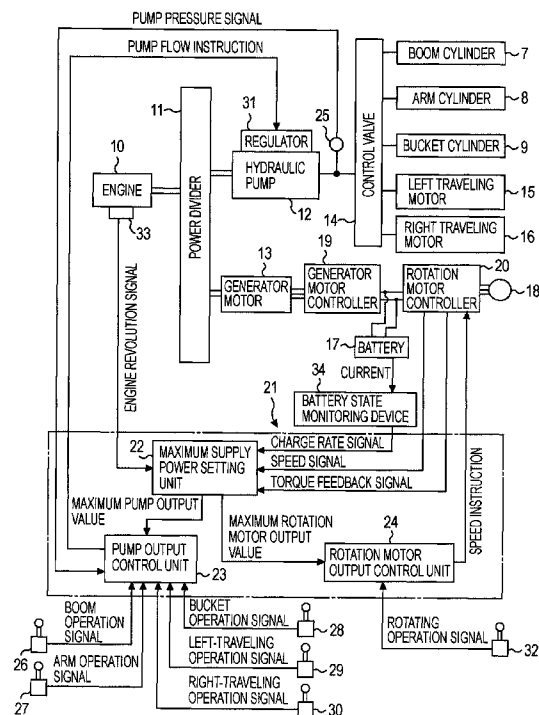 PUMP PRESSURE SIGNAL
PUMP FLOW INSTRUCTION
11
31
25
REGULATOR
HYDRAULIC
PUMP
12
10
ENGINE
33
POWER DIVIDER
CONTROL VALVE
14
BOOM CYLINDER
7
ARM CYLINDER
8
BUCKET CYLINDER
9
LEFT TRAVELING
MOTOR
15
RIGHT TRAVELING
MOTOR
16
13
GENERATOR
MOTOR
19
GENERATOR
MOTOR
CONTROLLER
20
ROTATION
MOTOR
CONTROLLER
18
17
BATTERY
CURRENT
34
BATTERY STATE
MONITORING DEVICE
21
ENGINE REVOLUTION SIGNAL
22
MAXIMUM SUPPLY
POWER SETTING
UNIT
CHARGE RATE SIGNAL
SPEED SIGNAL
TORQUE FEEDBACK SIGNAL
SPEED INSTRUCTION
MAXIMUM PUMP OUTPUT
VALUE
MAXIMUM ROTATION
MOTOR OUTPUT
VALUE
24
ROTATION MOTOR
OUTPUT CONTROL UNIT
PUMP OUTPUT
CONTROL UNIT
23
BOOM
OPERATION
SIGNAL
26
ARM OPERATION
SIGNAL
27
BUCKET
OPERATION SIGNAL
28
LEFT-TRAVELING
OPERATION SIGNAL
29
RIGHT-TRAVELING
OPERATION SIGNAL
30
ROTATING
OPERATION SIGNAL
32